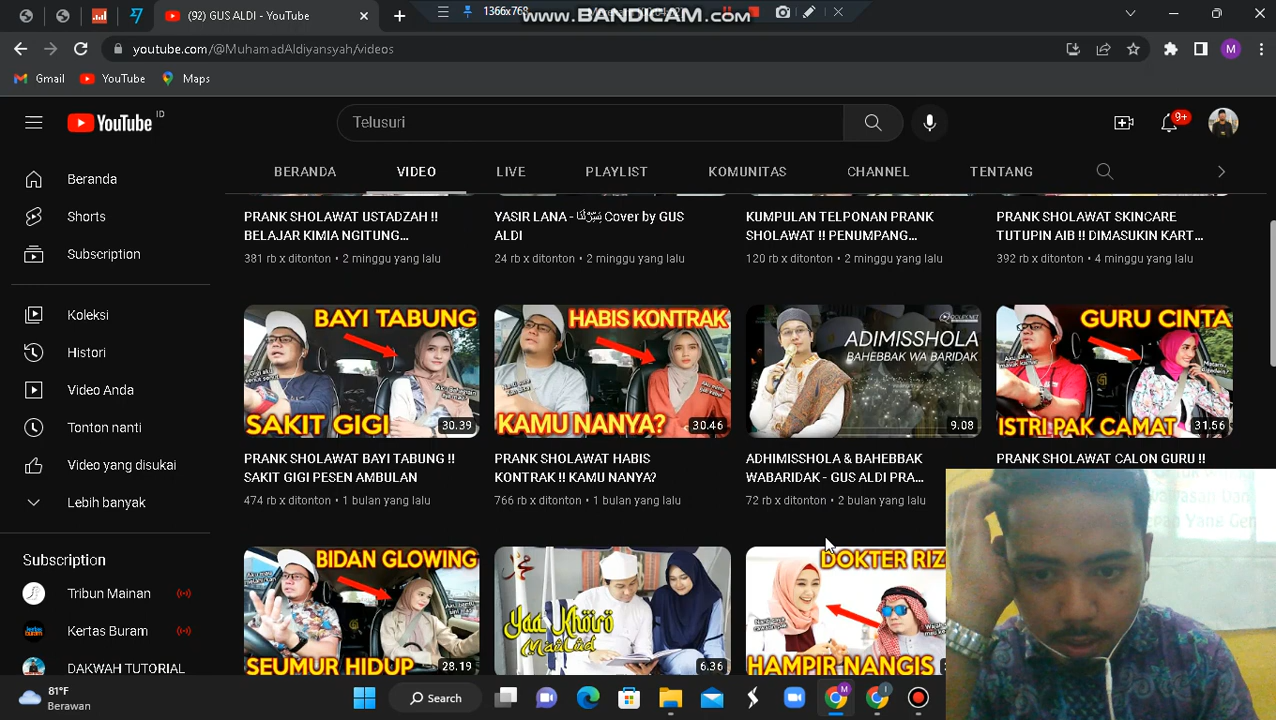 (92) GUS ALDI - YouTube
1366x768
www.BANDICAM.com
youtube.com/@MuhamadAldiyansyah/videos
Gmail
YouTube
Maps
YouTube ID
Telusuri
9+
BERANDA
VIDEO
LIVE
PLAYLIST
KOMUNITAS
CHANNEL
TENTANG
Beranda
Shorts
Subscription
Koleksi
Histori
Video Anda
Tonton nanti
Video yang disukai
Lebih banyak
Subscription
Tribun Mainan
Kertas Buram
DAKWAH TUTORIAL
PRANK SHOLAWAT USTADZAH !!
BELAJAR KIMIA NGITUNG...
381 rb x ditonton • 2 minggu yang lalu
YASIR LANA - Cover by GUS
ALDI
24 rb x ditonton • 2 minggu yang lalu
KUMPULAN TELPONAN PRANK
SHOLAWAT !! PENUMPANG...
120 rb x ditonton • 2 minggu yang lalu
PRANK SHOLAWAT SKINCARE
TUTUPIN AIB !! DIMASUKIN KART...
392 rb x ditonton • 4 minggu yang lalu
BAYI TABUNG
SAKIT GIGI
30.39
PRANK SHOLAWAT BAYI TABUNG !!
SAKIT GIGI PESEN AMBULAN
474 rb x ditonton • 1 bulan yang lalu
HABIS KONTRAK
KAMU NANYA?
30.46
PRANK SHOLAWAT HABIS
KONTRAK !! KAMU NANYA?
766 rb x ditonton • 1 bulan yang lalu
ADIMISSHOLA
BAHEBBAK WA BARIDAK
9.08
ADHIMISSHOLA & BAHEBBAK
WABARIDAK - GUS ALDI PRA...
72 rb x ditonton • 2 bulan yang lalu
GURU CINTA
ISTRI PAK CAMAT
31.56
PRANK SHOLAWAT CALON GURU !!
BIDAN GLOWING
SEUMUR HIDUP
28.19
Yaa Khoiro
Maulud
6.36
DOKTER RIZ
HAMPIR NANGIS
81°F
Berawan
Search